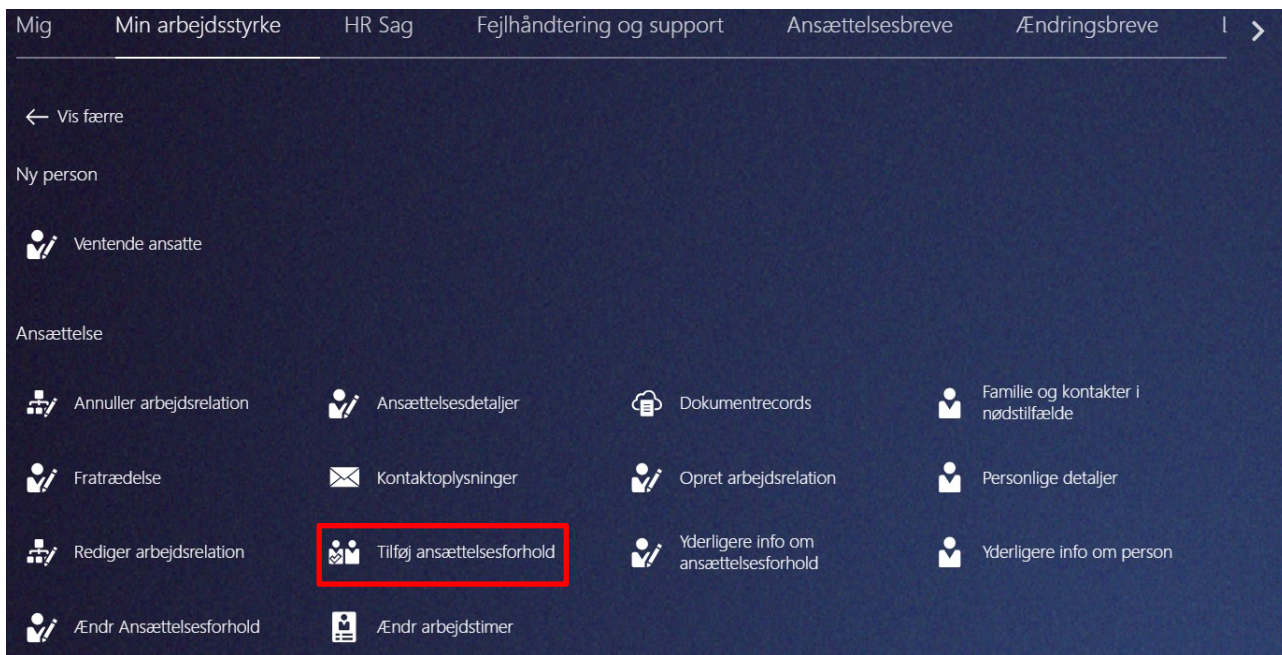 Mig Min arbejdsstyrke HR Sag Fejlhåndtering og support Ansættelsesbreve Ændringsbreve
Vis færre
Ny person
Ventende ansatte
Ansættelse
Annuller arbejdsrelation
Ansættelsesdetaljer
Dokumentrecords
Familie og kontakter i
nødstilfælde
Fratrædelse
Kontaktoplysninger
Opret arbejdsrelation
Personlige detaljer
Rediger arbejdsrelation
Tilføj ansættelsesforhold
Yderligere info om
ansættelsesforhold
Yderligere info om person
Ændr Ansættelsesforhold
Ændr arbejdstimer